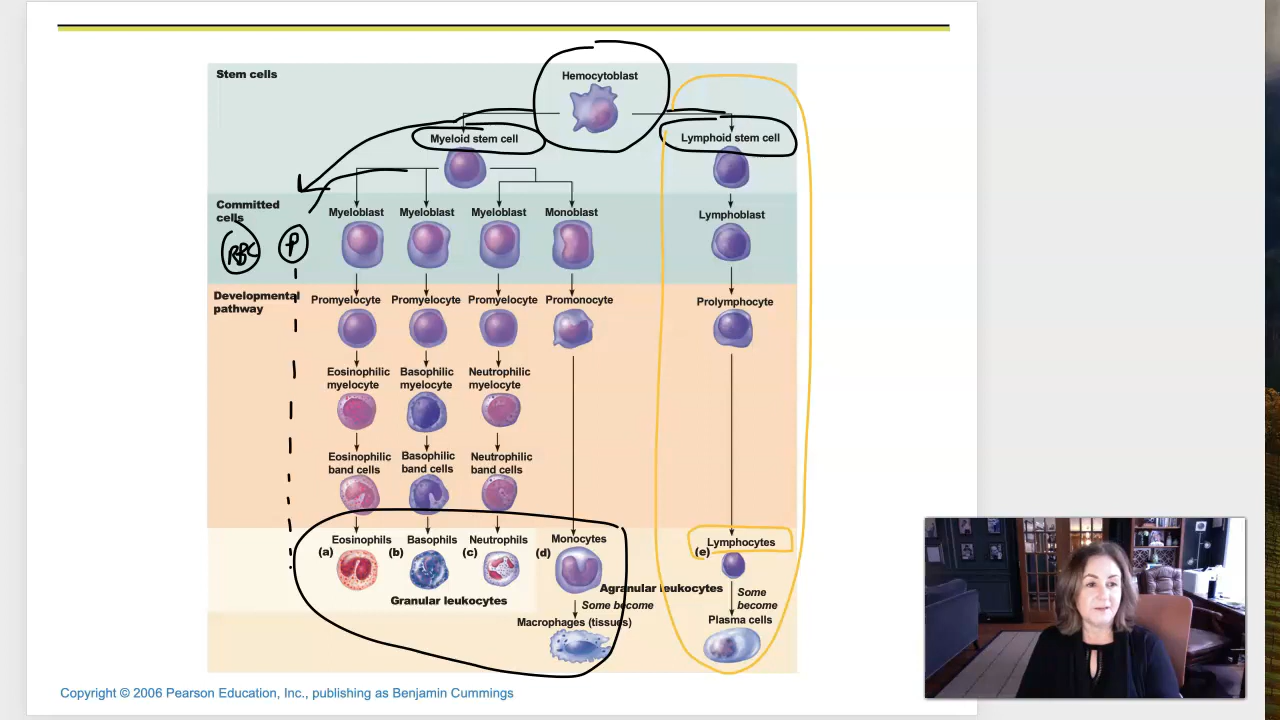 Stem cells
Hemocytoblast
Myeloid stem cell
Lymphoid stem cell
Committed
cells
RBC
P
Myeloblast
Myeloblast
Myeloblast
Monoblast
Lymphoblast
Developmental
pathway
Promyelocyte
Promyelocyte
Promyelocyte
Promonocyte
Prolymphocyte
Eosinophilic
myelocyte
Basophilic
myelocyte
Neutrophilic
myelocyte
Eosinophilic
band cells
Basophilic
band cells
Neutrophilic
band cells
(a)
Eosinophils
(b)
Basophils
(c)
Neutrophils
(d)
Monocytes
(e)
Lymphocytes
Granular leukocytes
Agranular leukocytes
Some become
Some
become
Macrophages (tissues)
Plasma cells
Copyright © 2006 Pearson Education, Inc., publishing as Benjamin Cummings